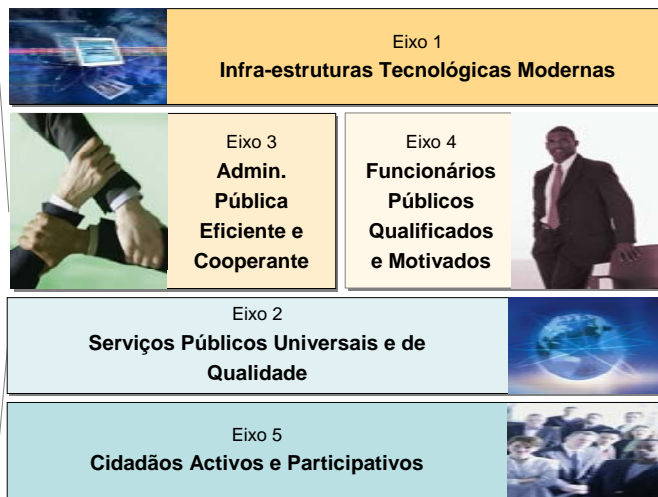 Eixo 1
Infra-estruturas Tecnológicas Modernas
Eixo 3
Admin.
Pública
Eficiente e
Cooperante
Eixo 4
Funcionários
Públicos
Qualificados
e Motivados
Eixo 2
Serviços Públicos Universais e de
Qualidade
Eixo 5
Cidadãos Activos e Participativos